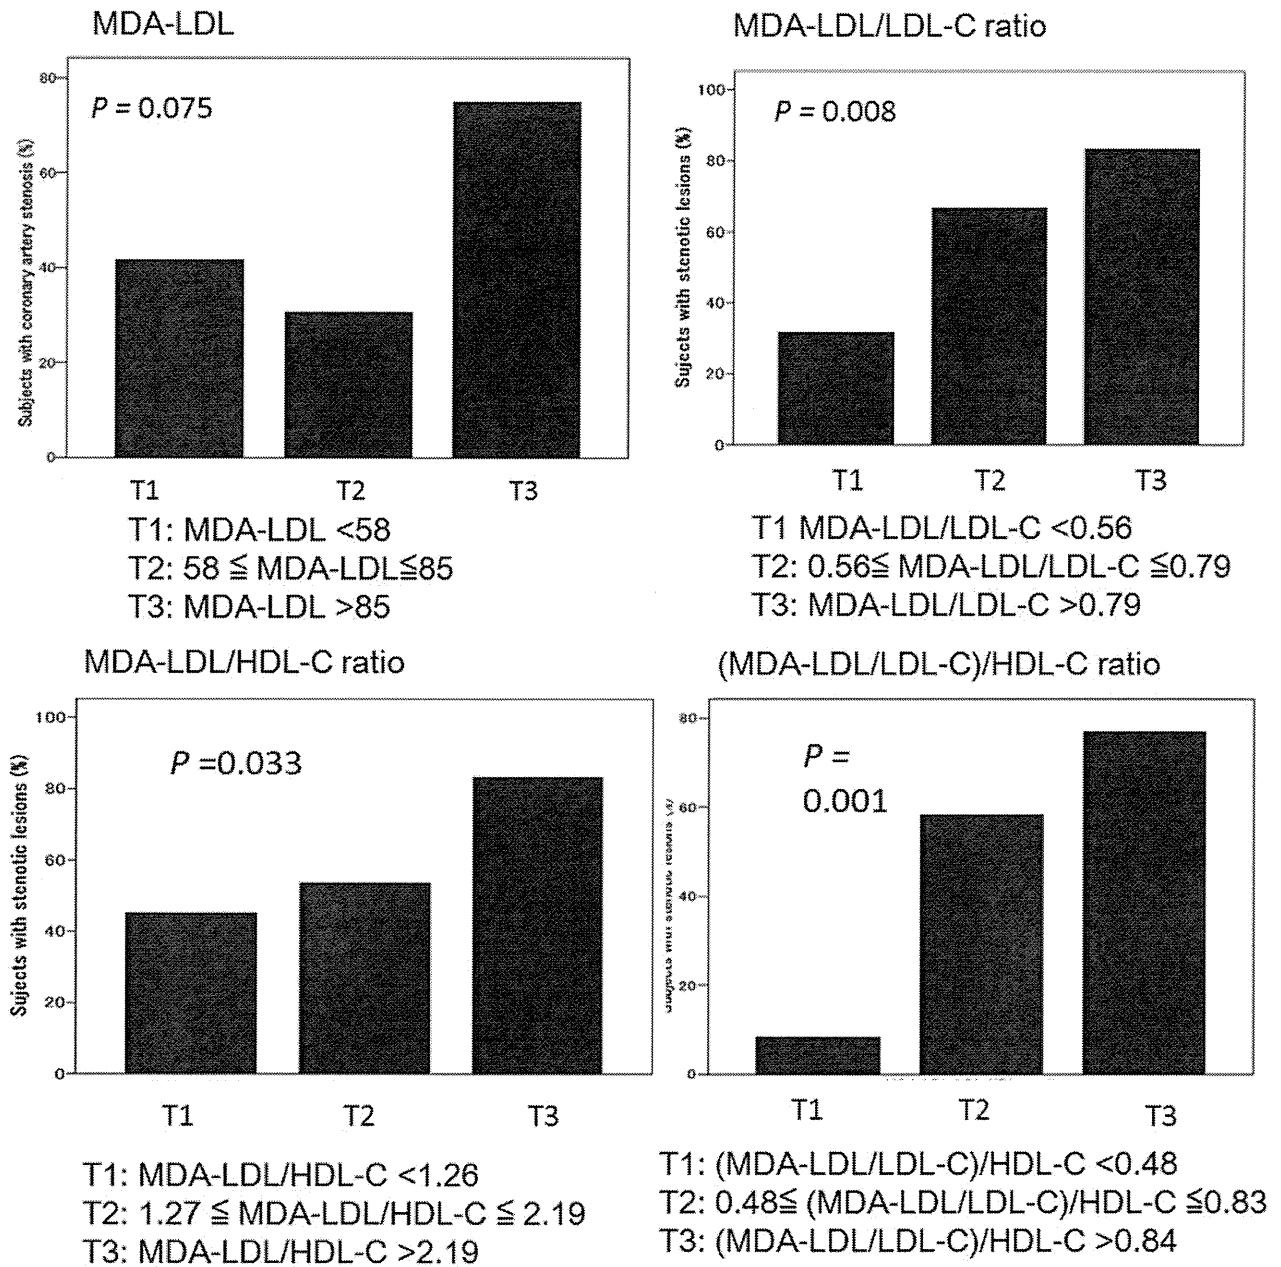 MDA-LDL
P = 0.075
Subjects with coronary artery stenosis (%)
80
60
40
20
0
T1 T2 T3
T1: MDA-LDL <58
T2: 58 ≦ MDA-LDL≦85
T3: MDA-LDL >85
MDA-LDL/LDL-C ratio
P = 0.008
Sujects with stenotic lesions (%)
100
80
60
40
20
0
T1 T2 T3
T1 MDA-LDL/LDL-C <0.56
T2: 0.56≦ MDA-LDL/LDL-C ≦0.79
T3: MDA-LDL/LDL-C >0.79
MDA-LDL/HDL-C ratio
P =0.033
Sujects with stenotic lesions (%)
100
80
60
40
20
0
T1 T2 T3
T1: MDA-LDL/HDL-C <1.26
T2: 1.27 ≦ MDA-LDL/HDL-C ≦ 2.19
T3: MDA-LDL/HDL-C >2.19
(MDA-LDL/LDL-C)/HDL-C ratio
P =
0.001
with stenotic lesions
80
60
40
20
0
T1 T2 T3
T1: (MDA-LDL/LDL-C)/HDL-C <0.48
T2: 0.48≦ (MDA-LDL/LDL-C)/HDL-C ≦0.83
T3: (MDA-LDL/LDL-C)/HDL-C >0.84